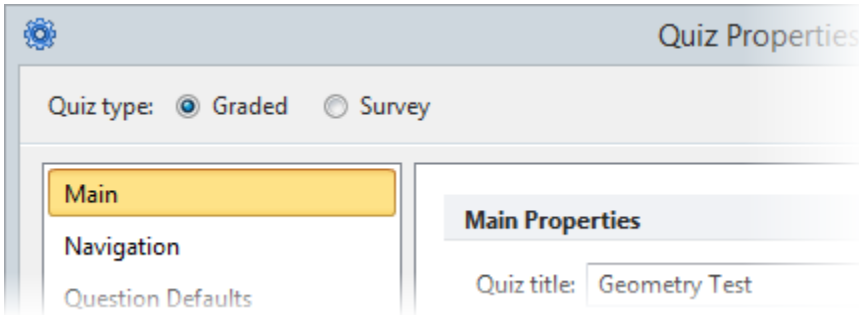 Quiz Properties
Quiz type: Graded Survey
Main
Navigation
Question Defaults
Main Properties
Quiz title: Geometry Test